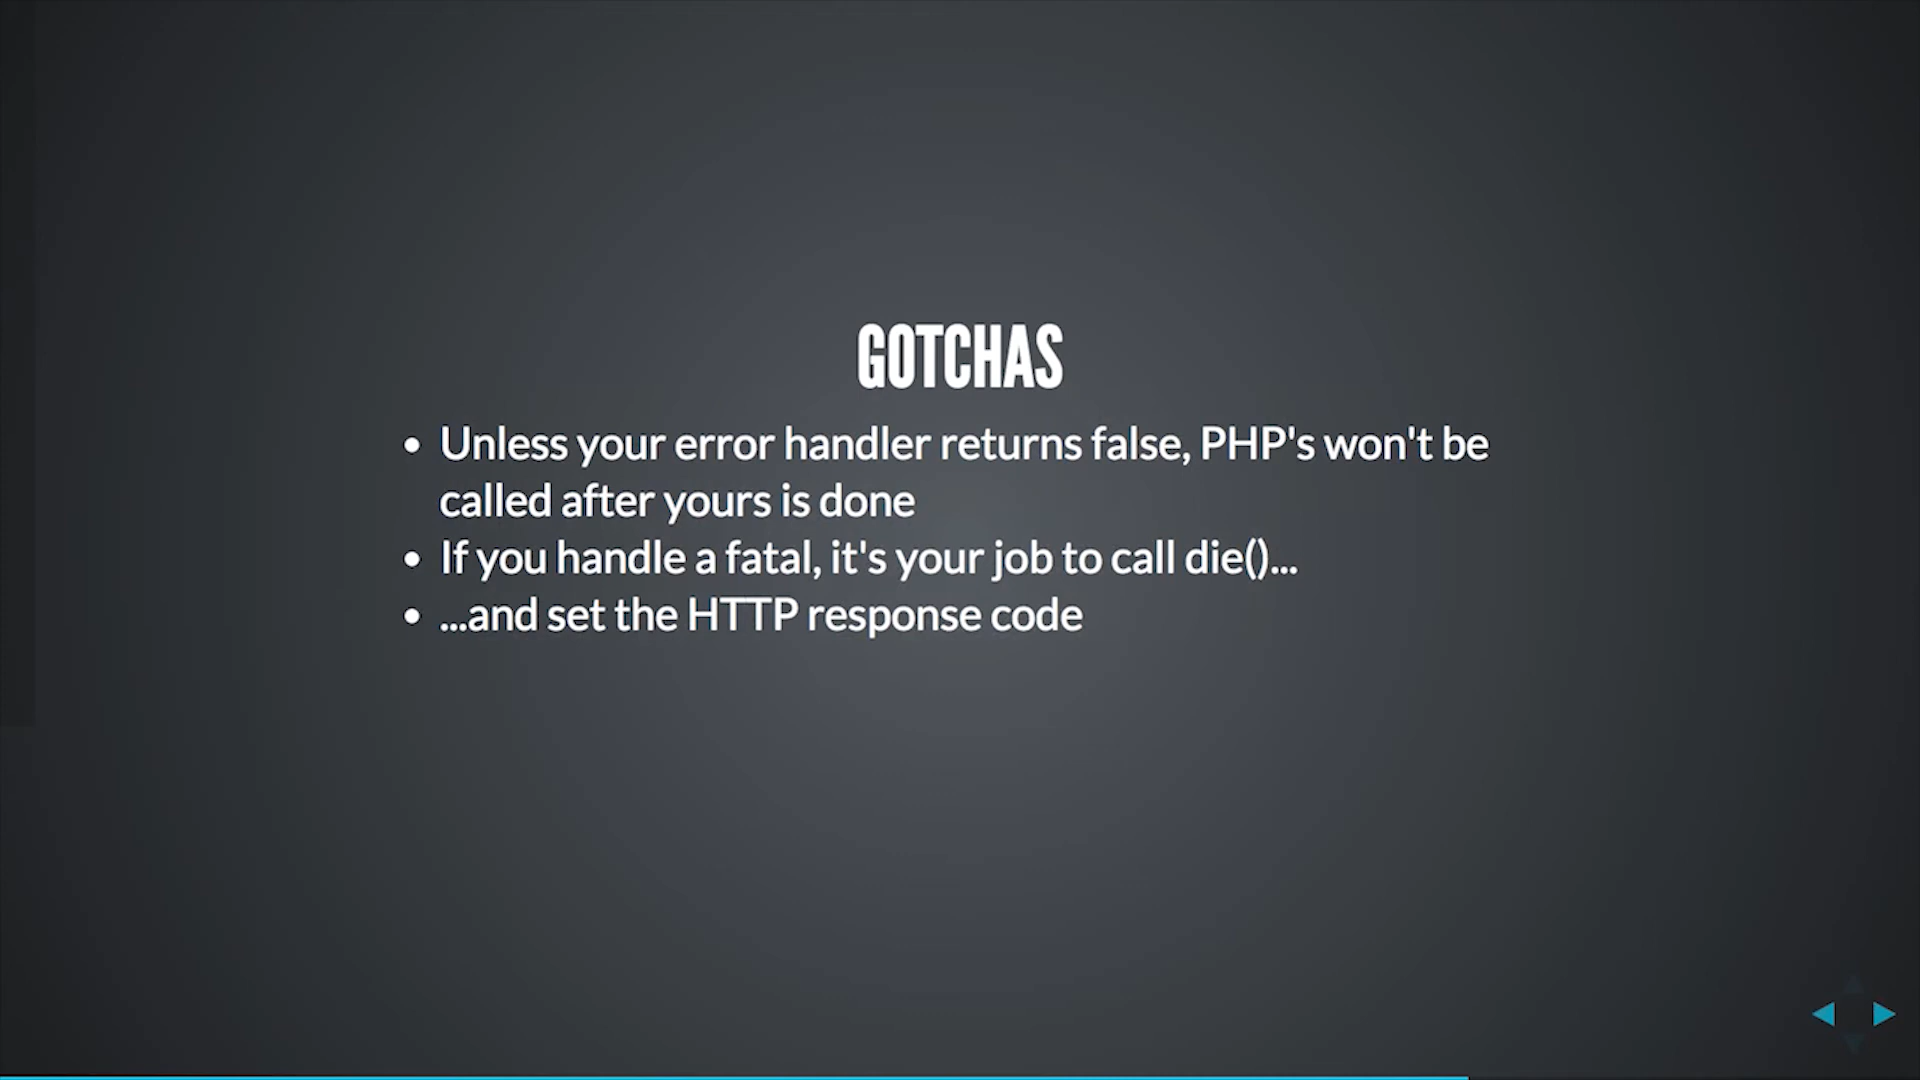 GOTCHAS
• Unless your error handler returns false, PHP's won't be
called after yours is done
• If you handle a fatal, it's your job to call die()...
• ...and set the HTTP response code